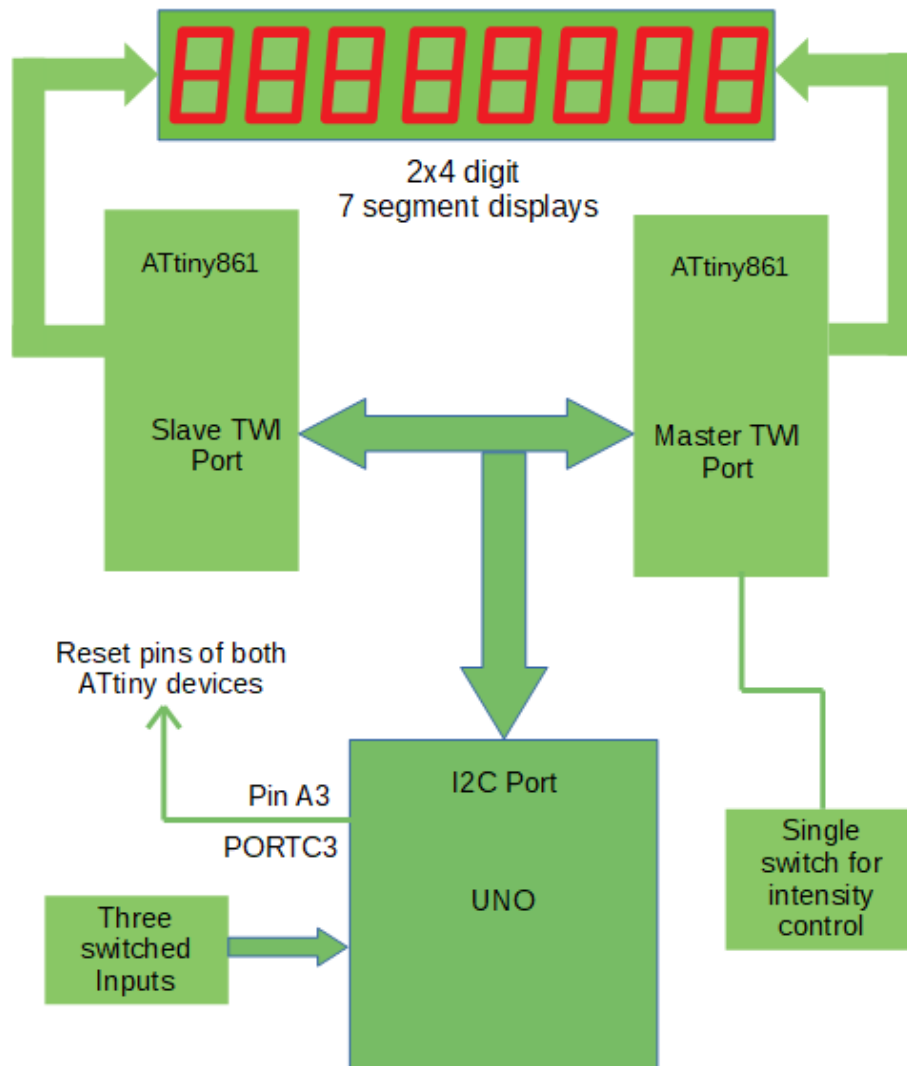 2x4 digit
7 segment displays
ATtiny861
ATtiny861
Slave TWI
Port
Master TWI
Port
Reset pins of both
ATtiny devices
Pin A3
PORTC3
I2C Port
UNO
Three
switched
Inputs
Single
switch for
intensity
control